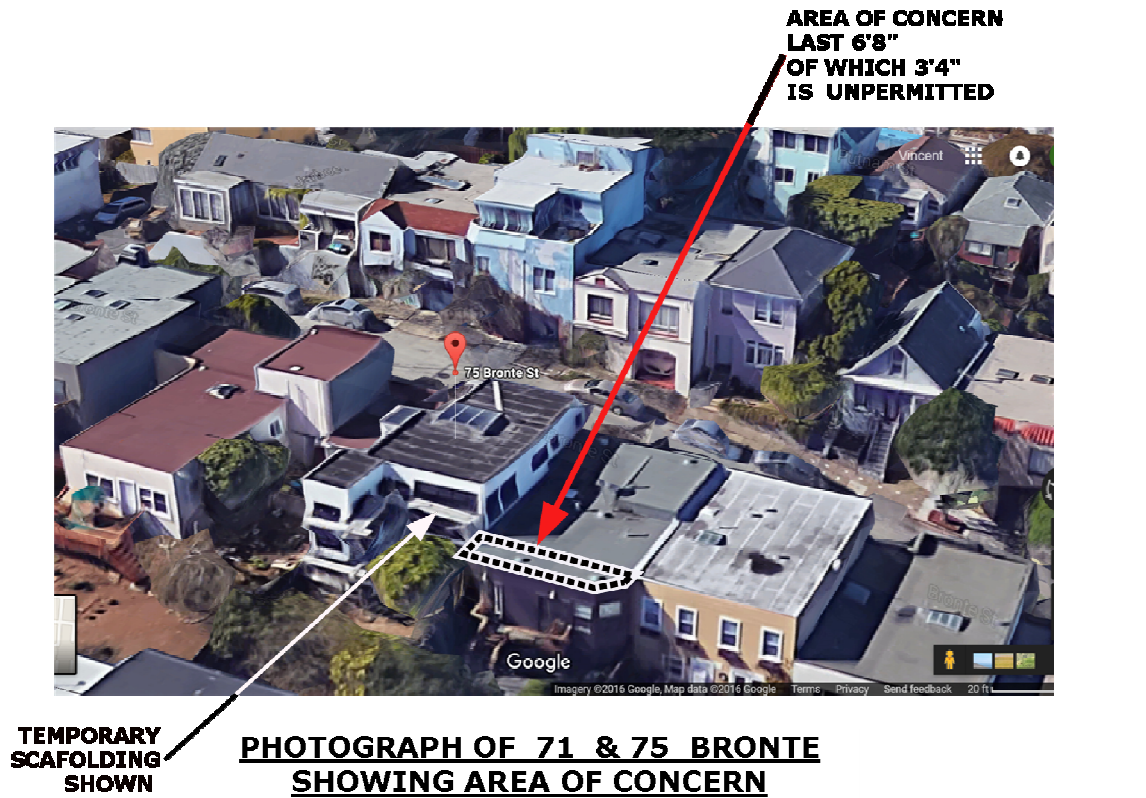 AREA OF CONCERN
LAST 6'8"
OF WHICH 3'4"
IS UNPERMITTED
Vincent
75 Bronte St
Bronte St
Google
Imagery ©2016 Google, Map data ©2016 Google Terms Privacy Send feedback 20 ft
TEMPORARY
SCAFOLDING
SHOWN
PHOTOGRAPH OF 71 & 75 BRONTE
SHOWING AREA OF CONCERN